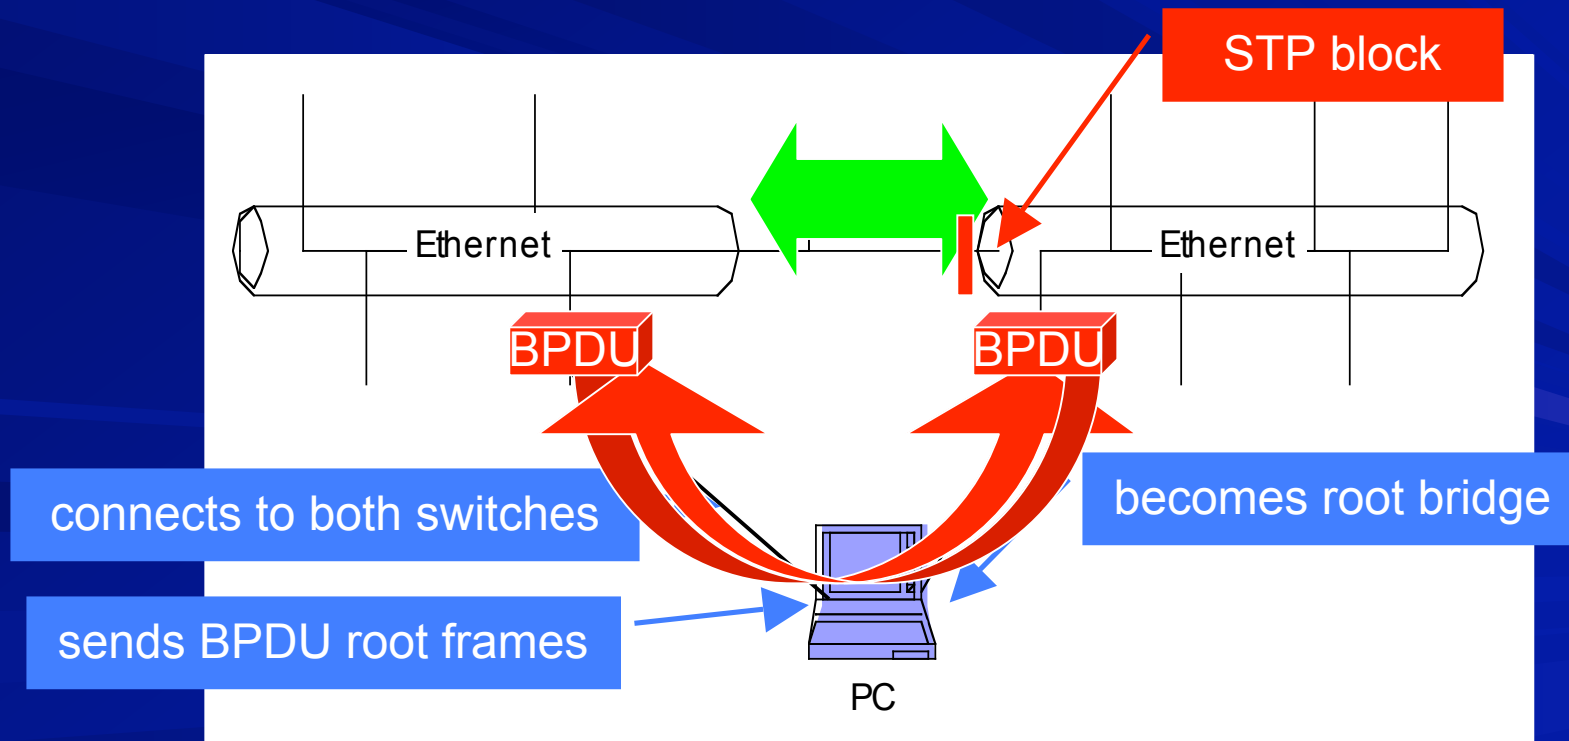 STP block
Ethernet
Ethernet
BPDU
BPDU
connects to both switches
becomes root bridge
sends BPDU root frames
PC